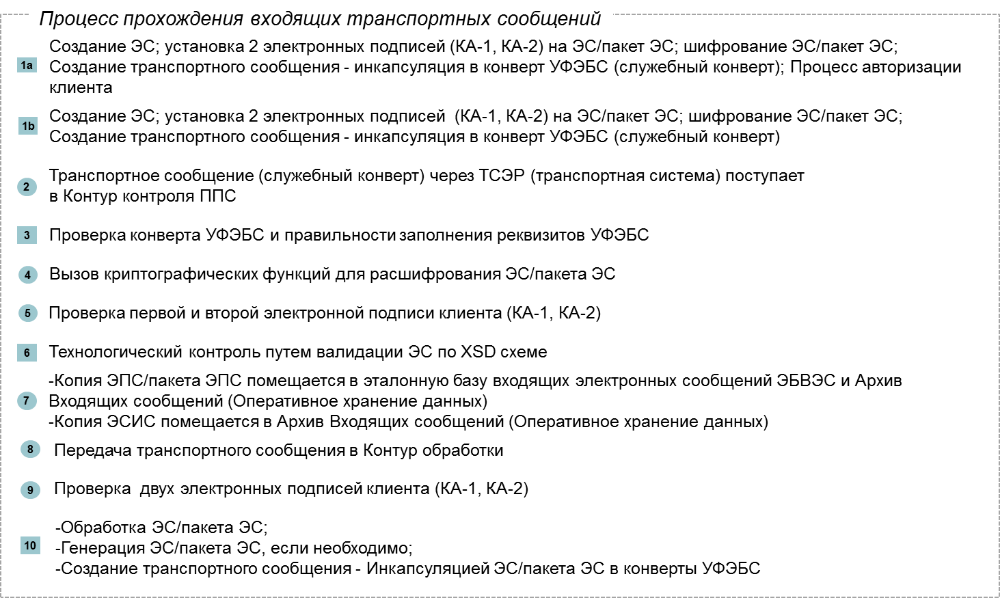 Процесс прохождения входящих транспортных сообщений
1a
Создание ЭС; установка 2 электронных подписей (КА-1, КА-2) на ЭС/пакет ЭС; шифрование ЭС/пакет ЭС;
Создание транспортного сообщения - инкапсуляция в конверт УФЭБС (служебный конверт); Процесс авторизации
клиента
1b
Создание ЭС; установка 2 электронных подписей (КА-1, КА-2) на ЭС/пакет ЭС; шифрование ЭС/пакет ЭС;
Создание транспортного сообщения - инкапсуляция в конверт УФЭБС (служебный конверт)
2
Транспортное сообщение (служебный конверт) через ТСЭР (транспортная система) поступает
в Контур контроля ППС
3
Проверка конверта УФЭБС и правильности заполнения реквизитов УФЭБС
4
Вызов криптографических функций для расшифрования ЭС/пакета ЭС
5
Проверка первой и второй электронной подписи клиента (КА-1, КА-2)
6
Технологический контроль путем валидации ЭС по XSD схеме
7
-Копия ЭПС/пакета ЭПС помещается в эталонную базу входящих электронных сообщений ЭБВЭС и Архив
Входящих сообщений (Оперативное хранение данных)
-Копия ЭСИС помещается в Архив Входящих сообщений (Оперативное хранение данных)
8
Передача транспортного сообщения в Контур обработки
9
Проверка двух электронных подписей клиента (КА-1, КА-2)
10
-Обработка ЭС/пакета ЭС;
-Генерация ЭС/пакета ЭС, если необходимо;
-Создание транспортного сообщения - Инкапсуляцией ЭС/пакета ЭС в конверты УФЭБС